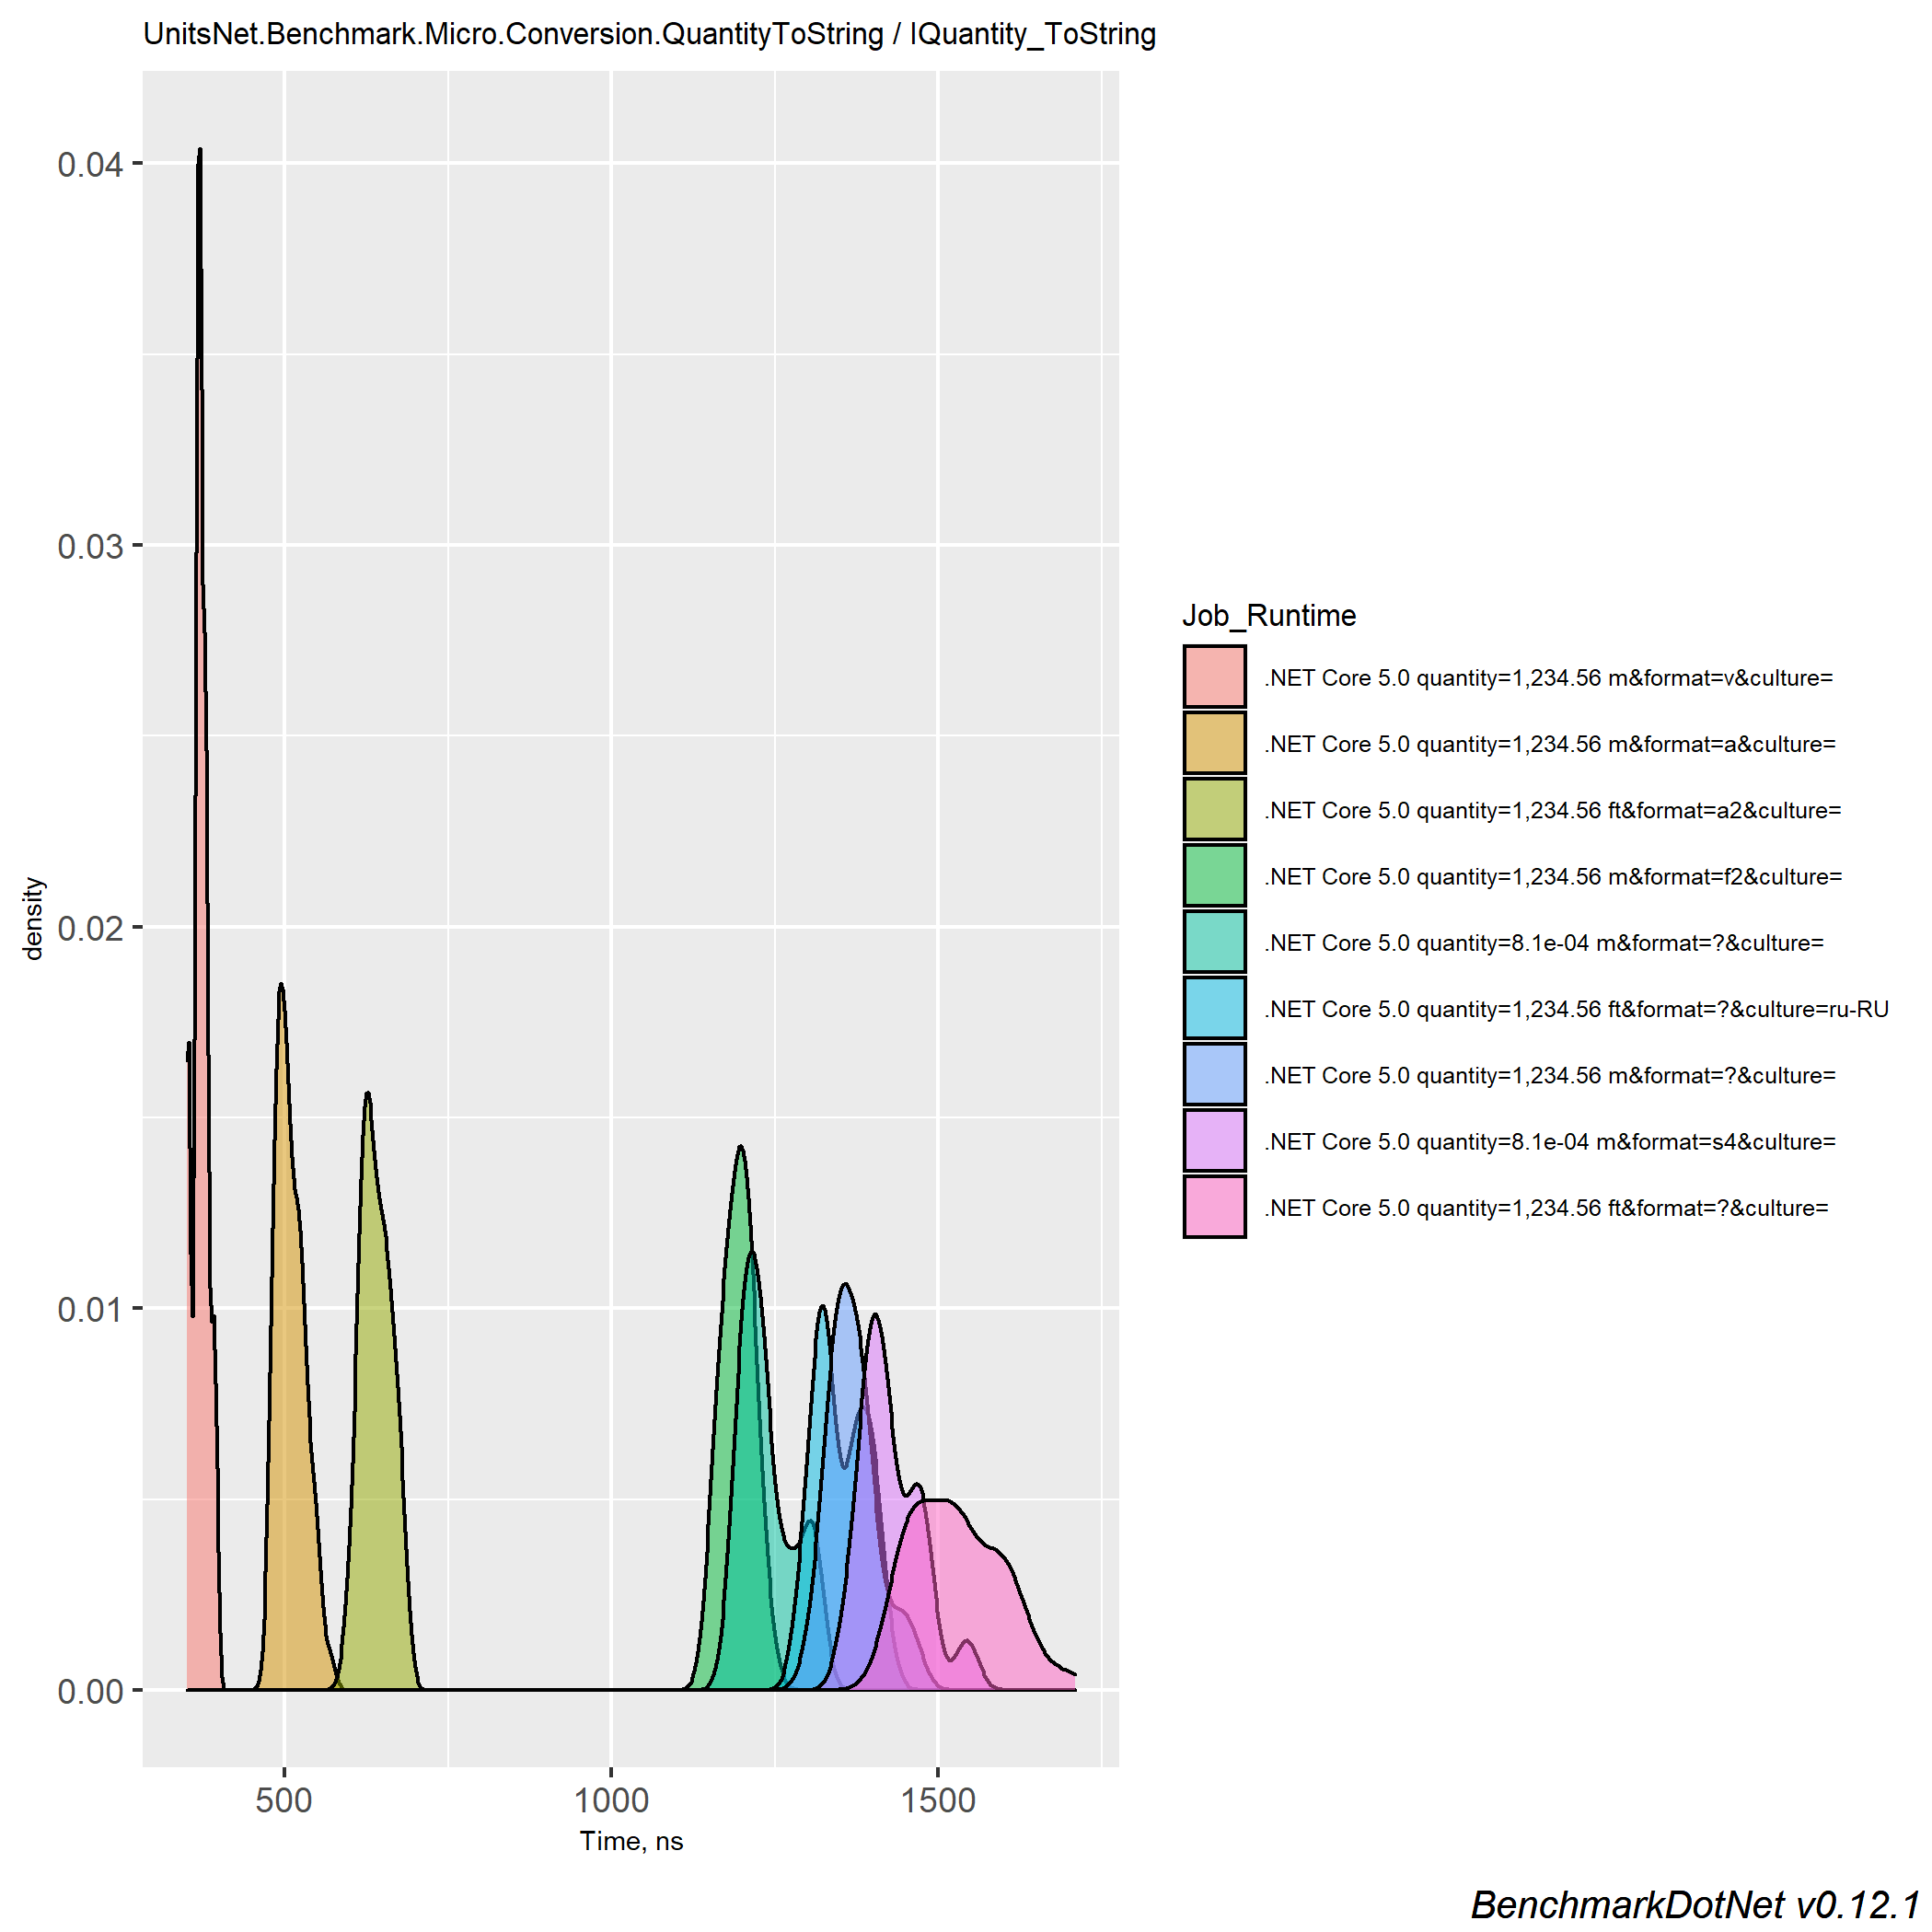 UnitsNet.Benchmark.Micro.Conversion.QuantityToString / IQuantity_ToString
0.04
0.03
0.02
0.01
0.00
density
500 1000 1500
Time, ns
Job_Runtime
.NET Core 5.0 quantity=1,234.56 m&format=v&culture=
.NET Core 5.0 quantity=1,234.56 m&format=a&culture=
.NET Core 5.0 quantity=1,234.56 ft&format=a2&culture=
.NET Core 5.0 quantity=1,234.56 m&format=f2&culture=
.NET Core 5.0 quantity=8.1e-04 m&format=?&culture=
.NET Core 5.0 quantity=1,234.56 ft&format=?&culture=ru-RU
.NET Core 5.0 quantity=1,234.56 m&format=?&culture=
.NET Core 5.0 quantity=8.1e-04 m&format=s4&culture=
.NET Core 5.0 quantity=1,234.56 ft&format=?&culture=
BenchmarkDotNet v0.12.1